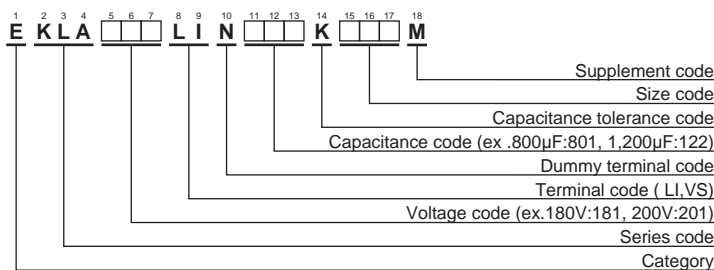 1 2 3 4 5 6 7 8 9 10 11 12 13 14 15 16 17 18
E K L A □□□ L I N □□□ K □□□ M
Supplement code
Size code
Capacitance tolerance code
Capacitance code (ex .800µF:801, 1,200µF:122)
Dummy terminal code
Terminal code ( LI,VS)
Voltage code (ex.180V:181, 200V:201)
Series code
Category